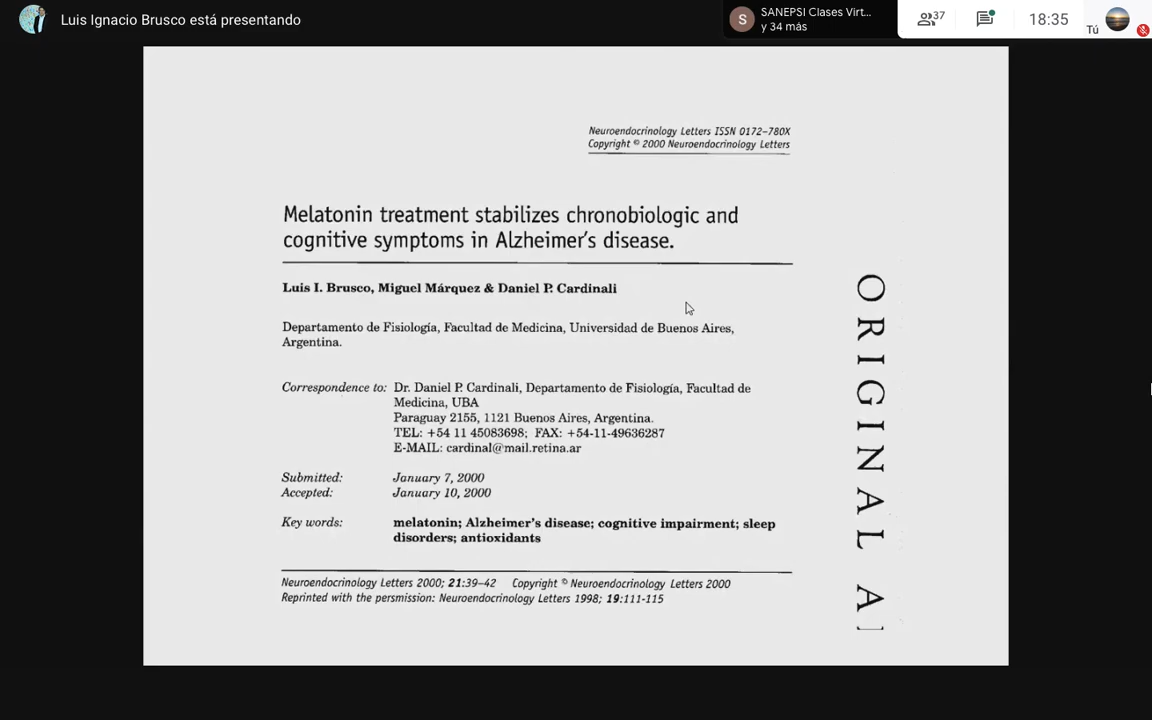 Luis Ignacio Brusco está presentando
S
SANEPSI Clases Virt...
y 34 más
37
18:35
Tú
Neuroendocrinology Letters ISSN 0172–780X
Copyright © 2000 Neuroendocrinology Letters
Melatonin treatment stabilizes chronobiologic and
cognitive symptoms in Alzheimer's disease.
Luis I. Brusco, Miguel Márquez & Daniel P. Cardinali
Departamento de Fisiología, Facultad de Medicina, Universidad de Buenos Aires,
Argentina.
Correspondence to: Dr. Daniel P. Cardinali, Departamento de Fisiología, Facultad de
Medicina, UBA
Paraguay 2155, 1121 Buenos Aires, Argentina.
TEL: +54 11 45083698; FAX: +54-11-49636287
E-MAIL: cardinal@mail.retina.ar
Submitted: January 7, 2000
Accepted: January 10, 2000
Key words: melatonin; Alzheimer's disease; cognitive impairment; sleep
disorders; antioxidants
Neuroendocrinology Letters 2000; 21:39–42 Copyright © Neuroendocrinology Letters 2000
Reprinted with the persmission: Neuroendocrinology Letters 1998; 19:111-115
ORIGINAL A